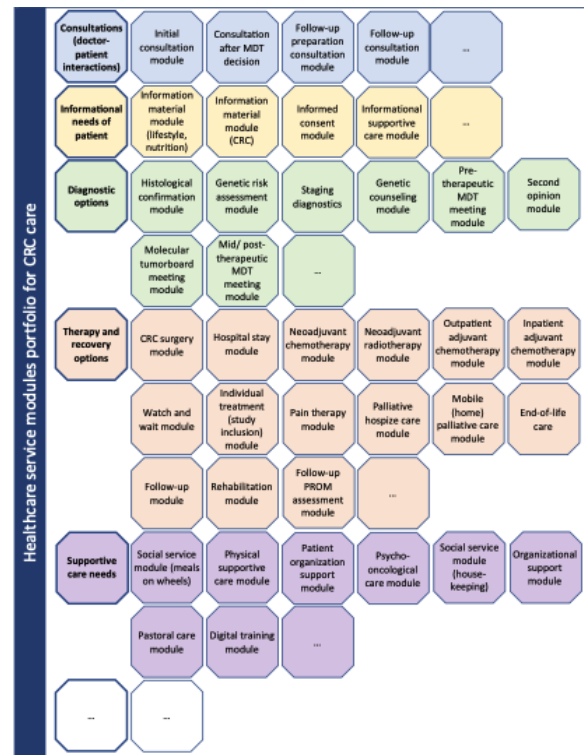 Healthcare service modules portfolio for CRC care
Consultations
(doctor-
patient
interactions)
Initial
consultation
module
Consultation
after MDT
decision
Follow-up
preparation
consultation
module
Follow-up
consultation
module
...
Informational
needs of
patient
Information
material
module
(lifestyle,
nutrition)
Information
material
module
(CRC)
Informed
consent
module
Informational
supportive
care module
...
Diagnostic
options
Histological
confirmation
module
Genetic risk
assessment
module
Staging
diagnostics
Genetic
counseling
module
Pre-
therapeutic
MDT
meeting
module
Second
opinion
module
Molecular
tumorboard
meeting
module
Mid/ post-
therapeutic
MDT
meeting
module
...
Therapy and
recovery
options
CRC surgery
module
Hospital stay
module
Neoadjuvant
chemotherapy
module
Neoadjuvant
radiotherapy
module
Outpatient
adjuvant
chemotherapy
module
Inpatient
adjuvant
chemotherapy
module
Watch and
wait module
Individual
treatment
(study
inclusion)
module
Pain therapy
module
Palliative
hospize care
module
Mobile
(home)
palliative care
module
End-of-life
care
Follow-up
module
Rehabilitation
module
Follow-up
PROM
assessment
module
...
Supportive
care needs
Social service
module (meals
on wheels)
Physical
supportive
care module
Patient
organization
support
module
Psycho-
oncological
care module
Social service
module
(house-
keeping)
Organizational
support
module
Pastoral care
module
Digital training
module
...
...
...